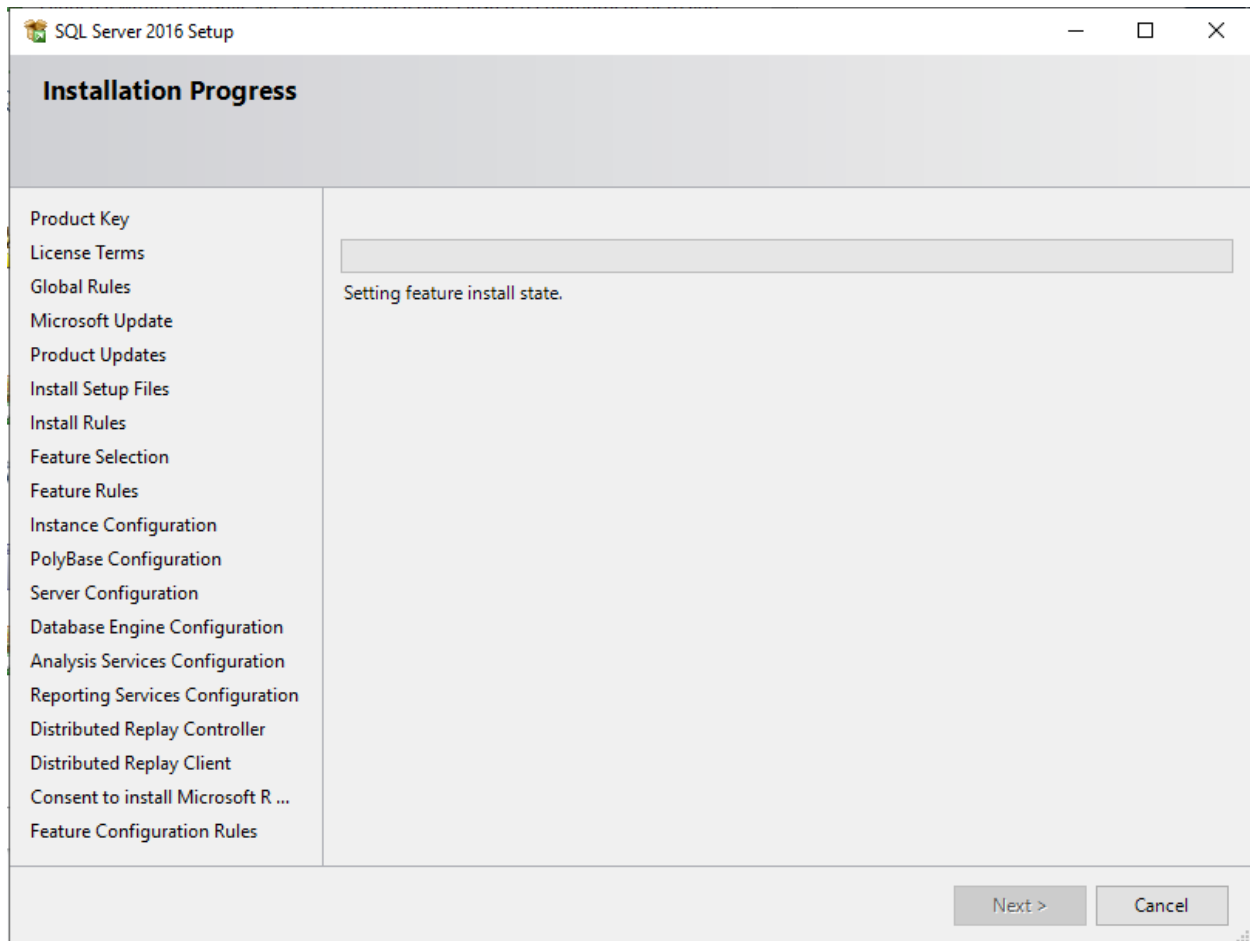 SQL Server 2016 Setup
Installation Progress
Product Key
License Terms
Global Rules
Microsoft Update
Product Updates
Install Setup Files
Install Rules
Feature Selection
Feature Rules
Instance Configuration
PolyBase Configuration
Server Configuration
Database Engine Configuration
Analysis Services Configuration
Reporting Services Configuration
Distributed Replay Controller
Distributed Replay Client
Consent to install Microsoft R ...
Feature Configuration Rules
Setting feature install state.
Next >
Cancel